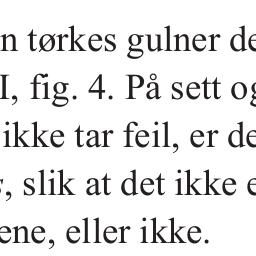 n tørkes gulner de
I, fig. 4. På sett og
ikke tar feil, er de
, slik at det ikke e
ene, eller ikke.